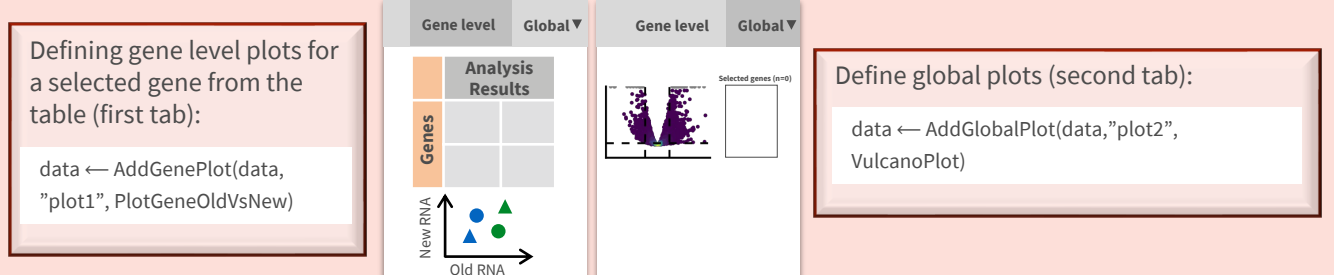 Defining gene level plots for
a selected gene from the
table (first tab):
data ⟵ AddGenePlot(data,
”plot1”, PlotGeneOldVsNew)
Gene level
Global▼
Analysis
Results
Genes
New RNA
Old RNA
Gene level
Global▼
Selected genes (n=0)
Define global plots (second tab):
data ⟵ AddGlobalPlot(data,”plot2”,
VulcanoPlot)